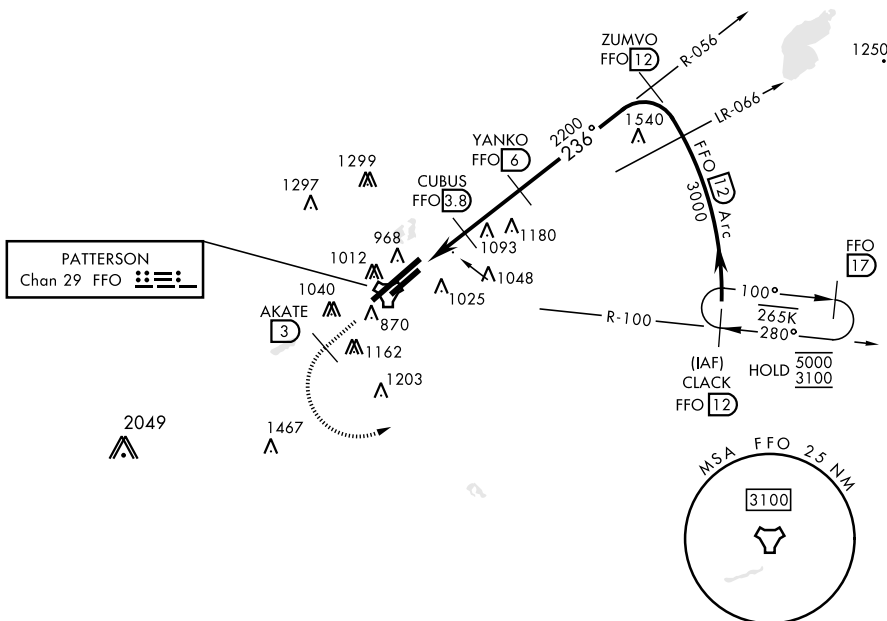 ZUMVO
FFO 12
R-056
1250
LR-066
1540
2200
236°
YANKO
FFO 6
FFO 12 Arc
3000
1299
1297
CUBUS
FFO 3.8
1180
1093
968
PATTERSON
Chan 29 FFO
1012
1048
1025
FFO
17
1040
AKATE
3
870
R-100
100°
265K
280°
1162
1203
(IAF)
CLACK
FFO 12
HOLD 5000
3100
2049
1467
MSA FFO 25 NM
3100